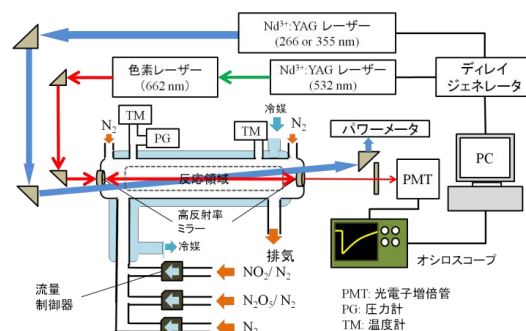 Nd³⁺:YAG レーザー
(266 or 355 nm)
色素レーザー
(662 nm)
Nd³⁺:YAG レーザー
(532 nm)
ディレイ
ジェネレータ
TM
PG
TM
冷媒
N₂
N₂
パワーメータ
PC
反応領域
PMT
高反射率
ミラー
冷媒
排気
オシロスコープ
流量
制御器
NO₂/ N₂
N₂O₅/ N₂
N₂
PMT: 光電子増倍管
PG: 圧力計
TM: 温度計